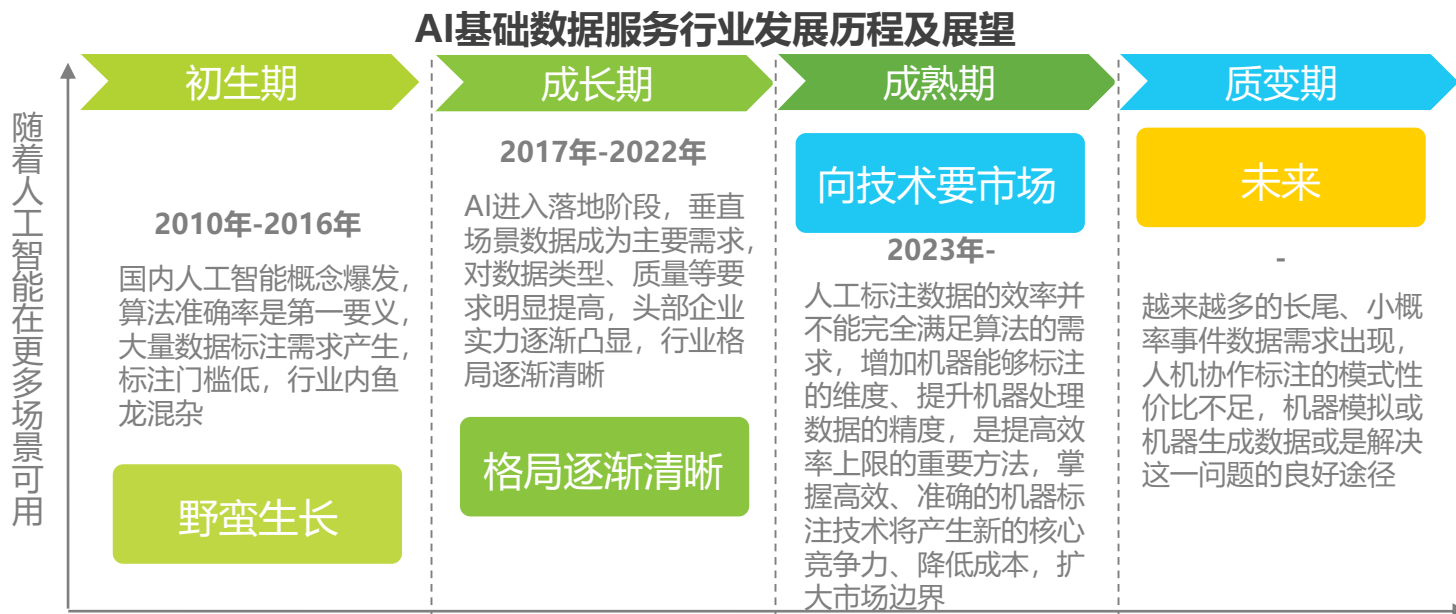 AI基础数据服务行业发展历程及展望
随着人工智能在更多场景可用
初生期
2010年-2016年
国内人工智能概念爆发，
算法准确率是第一要义，
大量数据标注需求产生，
标注门槛低，行业内鱼
龙混杂
野蛮生长
成长期
2017年-2022年
AI进入落地阶段，垂直
场景数据成为主要需求，
对数据类型、质量等要
求明显提高，头部企业
实力逐渐凸显，行业格
局逐渐清晰
格局逐渐清晰
成熟期
向技术要市场
2023年-
人工标注数据的效率并
不能完全满足算法的需
求，增加机器能够标注
的维度、提升机器处理
数据的精度，是提高效
率上限的重要方法，掌
握高效、准确的机器标
注技术将产生新的核心
竞争力、降低成本，扩
大市场边界
质变期
未来
-
越来越多的长尾、小概
率事件数据需求出现，
人机协作标注的模式性
价比不足，机器模拟或
机器生成数据或是解决
这一问题的良好途径